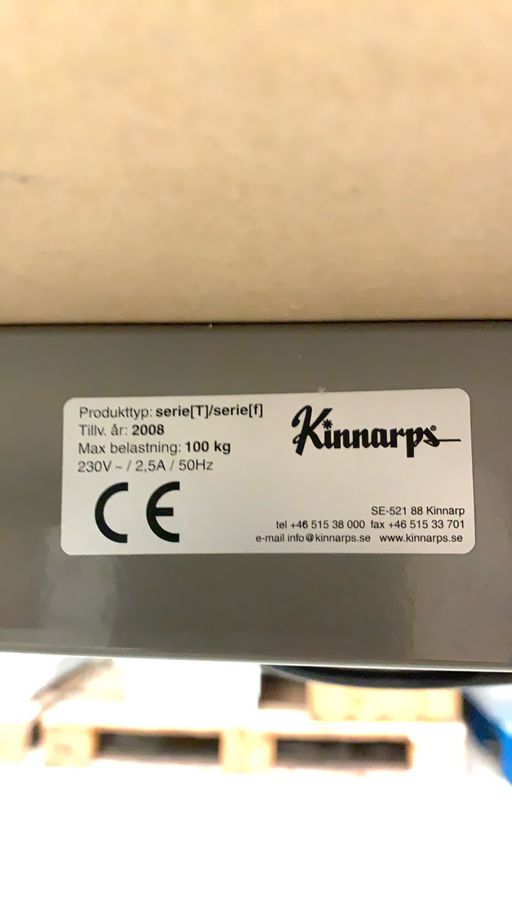 Produkttyp: serie[T]/serie[f]
Tillv. år: 2008
Max belastning: 100 kg
230V ~ / 2,5A / 50Hz
CE
Kinnarps
SE-521 88 Kinnarp
tel +46 515 38 000 fax +46 515 33 701
e-mail info@kinnarps.se www.kinnarps.se